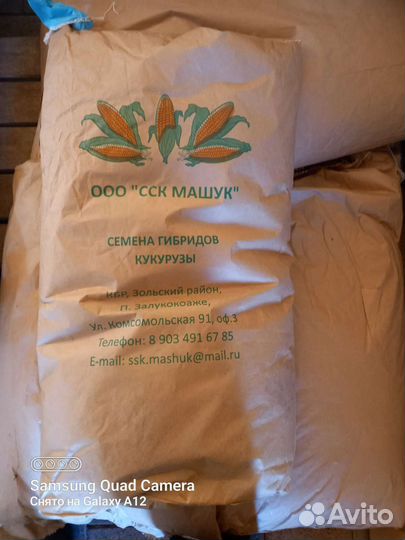 ООО "ССК МАШУК"
СЕМЕНА ГИБРИДОВ
КУКУРУЗЫ
КБР, Зольский район,
П. Залукокоаже,
Ул. Комсомольская 91, оф.3
Телефон: 8 903 491 67 85
E-mail: ssk.mashuk@mail.ru
Samsung Quad Camera
Снято на Galaxy A12
Avito